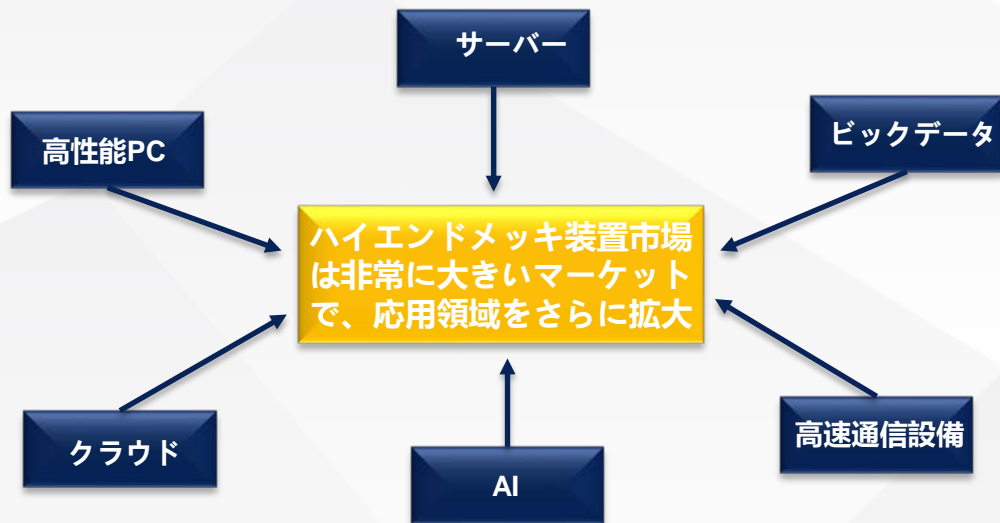 サーバー
高性能PC
ビックデータ
ハイエンドメッキ装置市場
は非常に大きいマーケット
で、応用領域をさらに拡大
クラウド
高速通信設備
AI